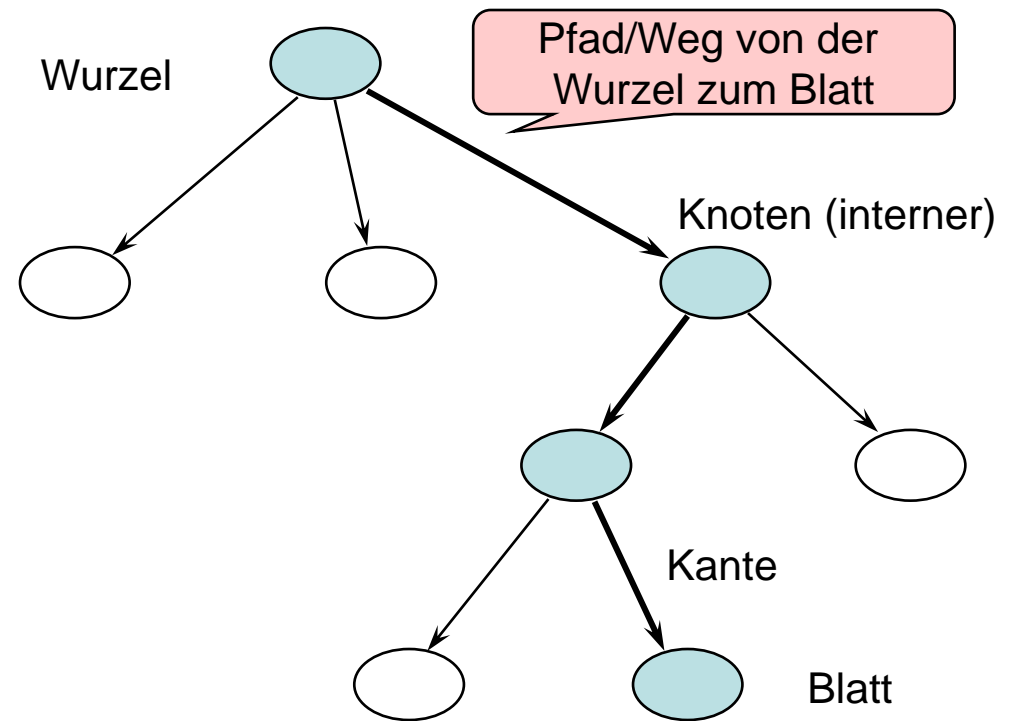 Wurzel
Pfad/Weg von der
Wurzel zum Blatt
Knoten (interner)
Kante
Blatt